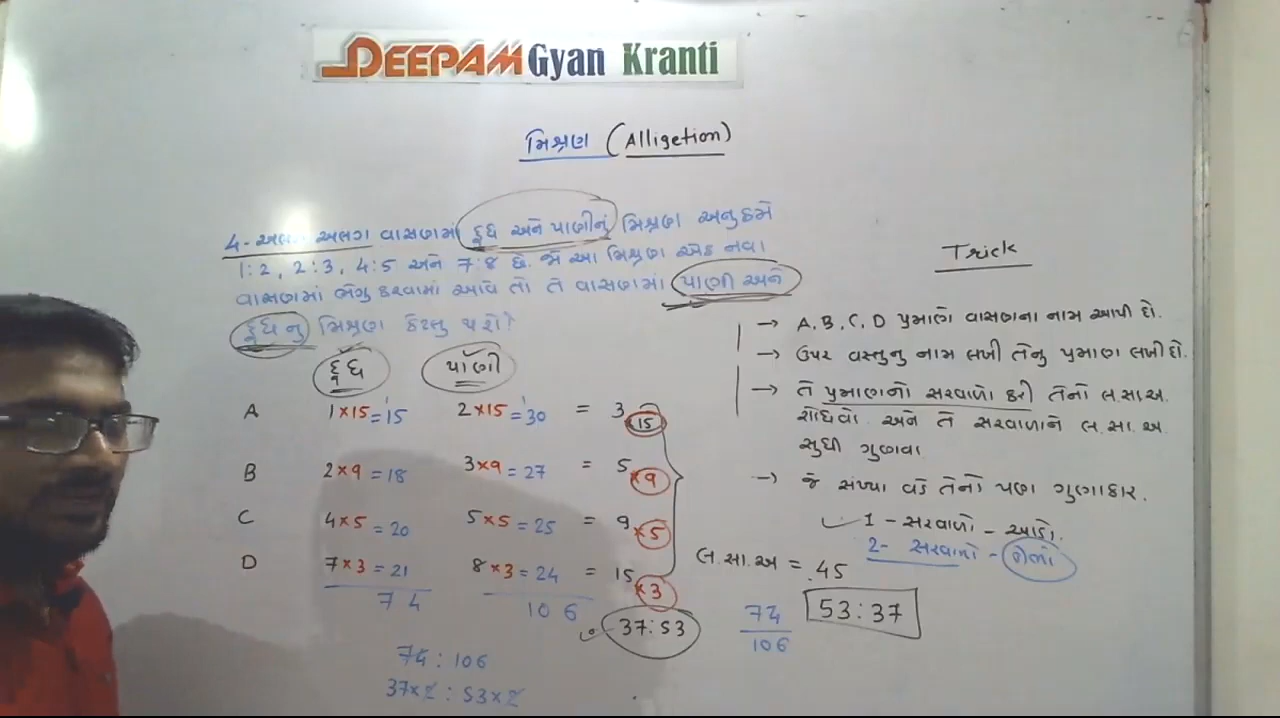 DEEPAM Gyan Kranti
મિશ્રણ (Alligetion)
4-અલગ અલગ વાસણમાં દૂધ અને પાણીનું મિશ્રણ અનુક્રમે
1:2, 2:3, 4:5 અને 7:8 છે. જો આ મિશ્રણ એક નવા
વાસણમાં ભેગુ કરવામાં આવે તો તે વાસણમાં પાણી અને
દૂધનુ મિશ્રણ કેટલુ થશે?
દૂધ પાણી
A 1×15=15 2×15=30 = 3×15
B 2×9=18 3×9=27 = 5×9
C 4×5=20 5×5=25 = 9×5
D 7×3=21 8×3=24 = 15×3
74 106
37:53
74:106
37×2 : 53×2
Trick
→ A, B, C, D પ્રમાણે વાસણના નામ આપી દો.
→ ઉપર વસ્તુનુ નામ લખી તેનુ પ્રમાણ લખી દો.
→ તે પ્રમાણનો સરવાળો કરી તેનો લ.સા.અ.
શોધવો અને તે સરવાળાને લ.સા.અ
સુધી ગુણવા
→ જે સંખ્યા વડે તેનો પણ ગુણાકાર.
1 - સરવાળો - આડો.
2- સરવાળો - ઊભો
લ.સા.અ = 45
74
106
53:37